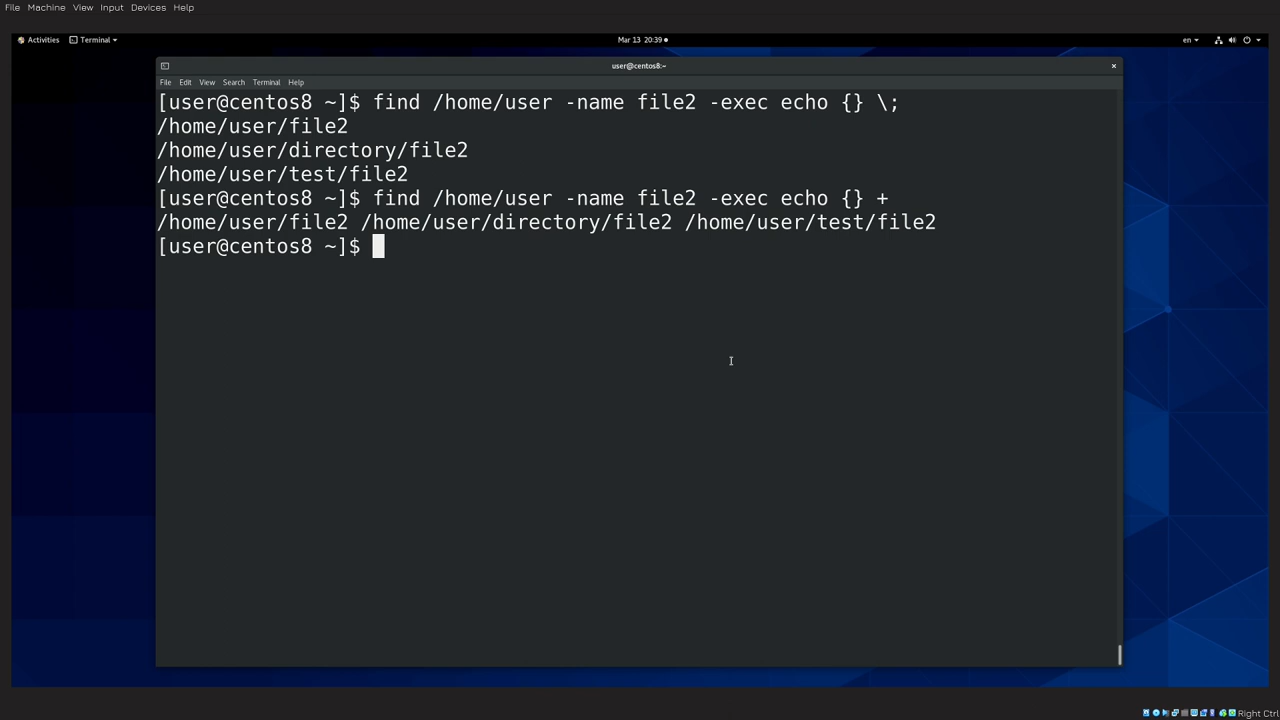 File Machine View Input Devices Help
Activities Terminal Mar 13 20:39 en
user@centos8:~
File Edit View Search Terminal Help
[user@centos8 ~]$ find /home/user -name file2 -exec echo {} \;
/home/user/file2
/home/user/directory/file2
/home/user/test/file2
[user@centos8 ~]$ find /home/user -name file2 -exec echo {} +
/home/user/file2 /home/user/directory/file2 /home/user/test/file2
[user@centos8 ~]$
Right Ctrl